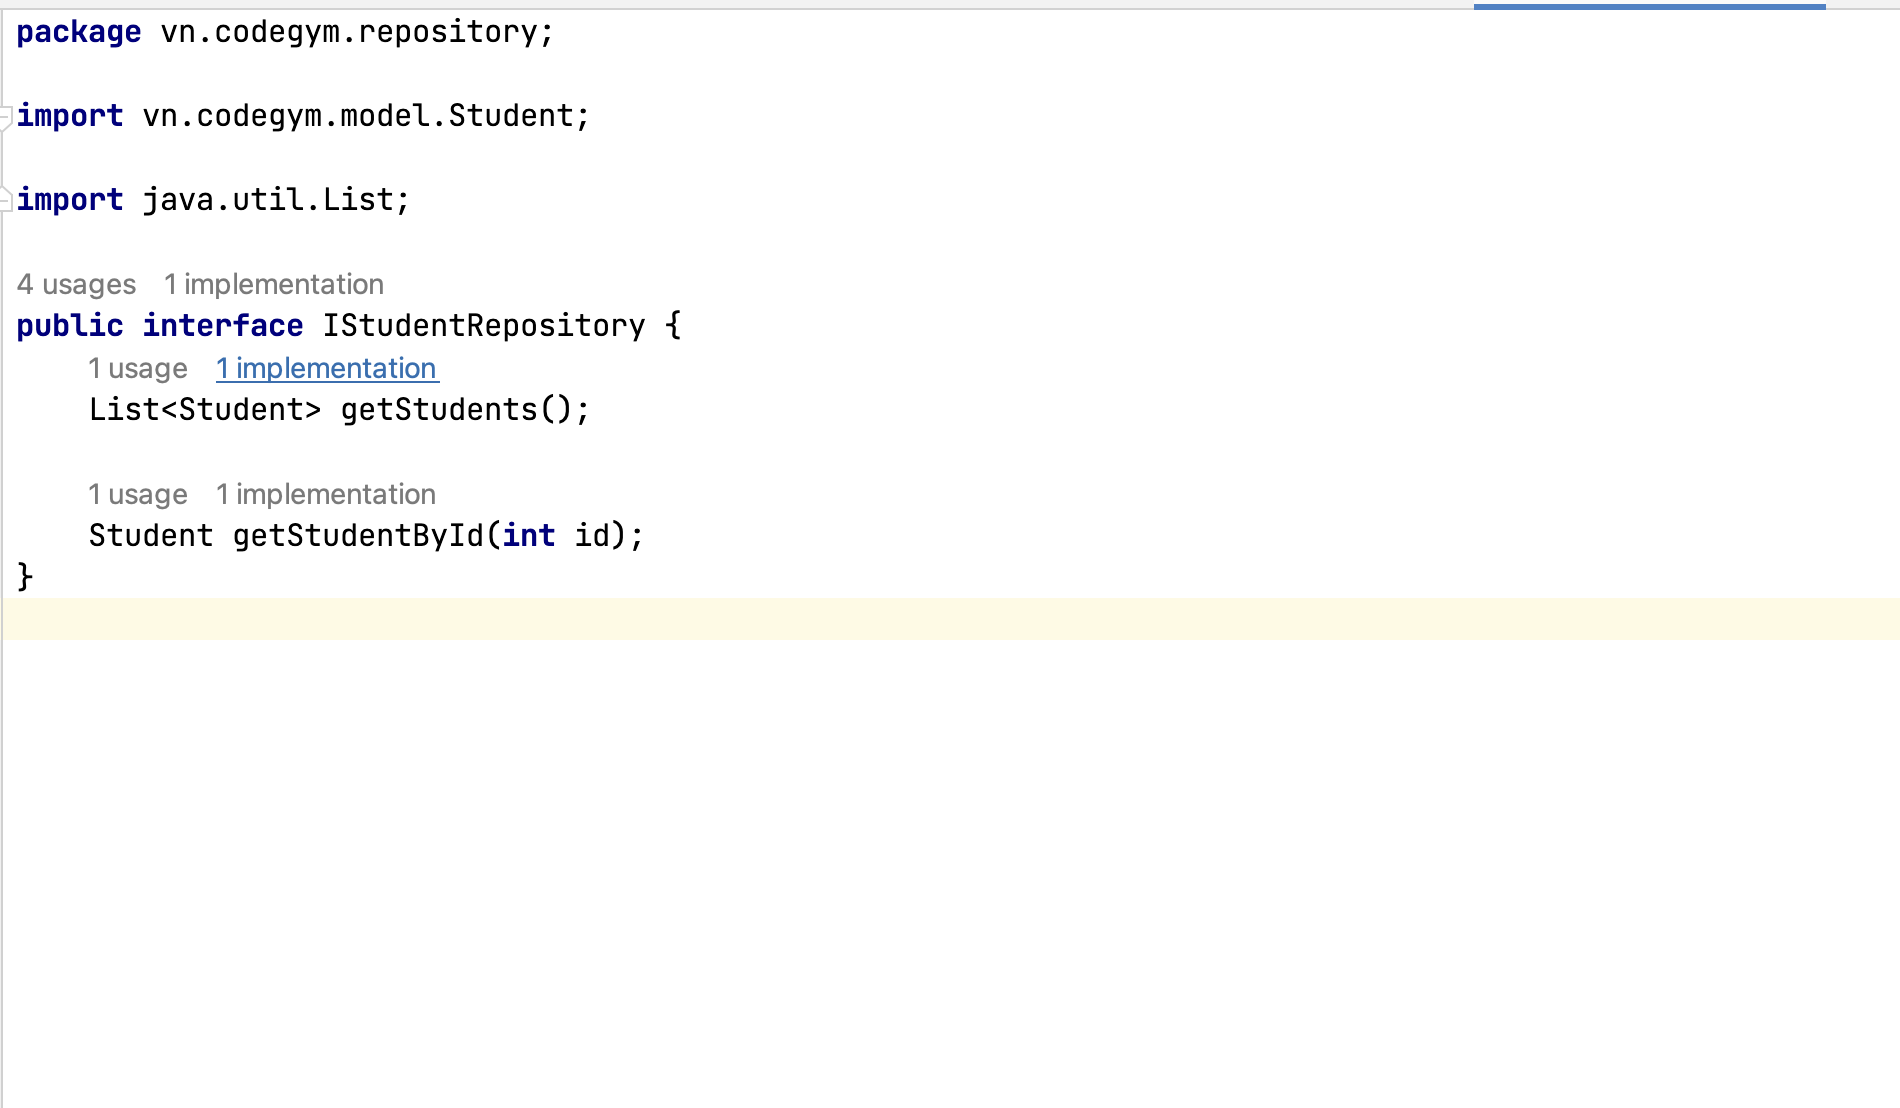 package vn.codegym.repository;
import vn.codegym.model.Student;
import java.util.List;
4 usages 1 implementation
public interface IStudentRepository {
1 usage 1 implementation
List<Student> getStudents();
1 usage 1 implementation
Student getStudentById(int id);
}